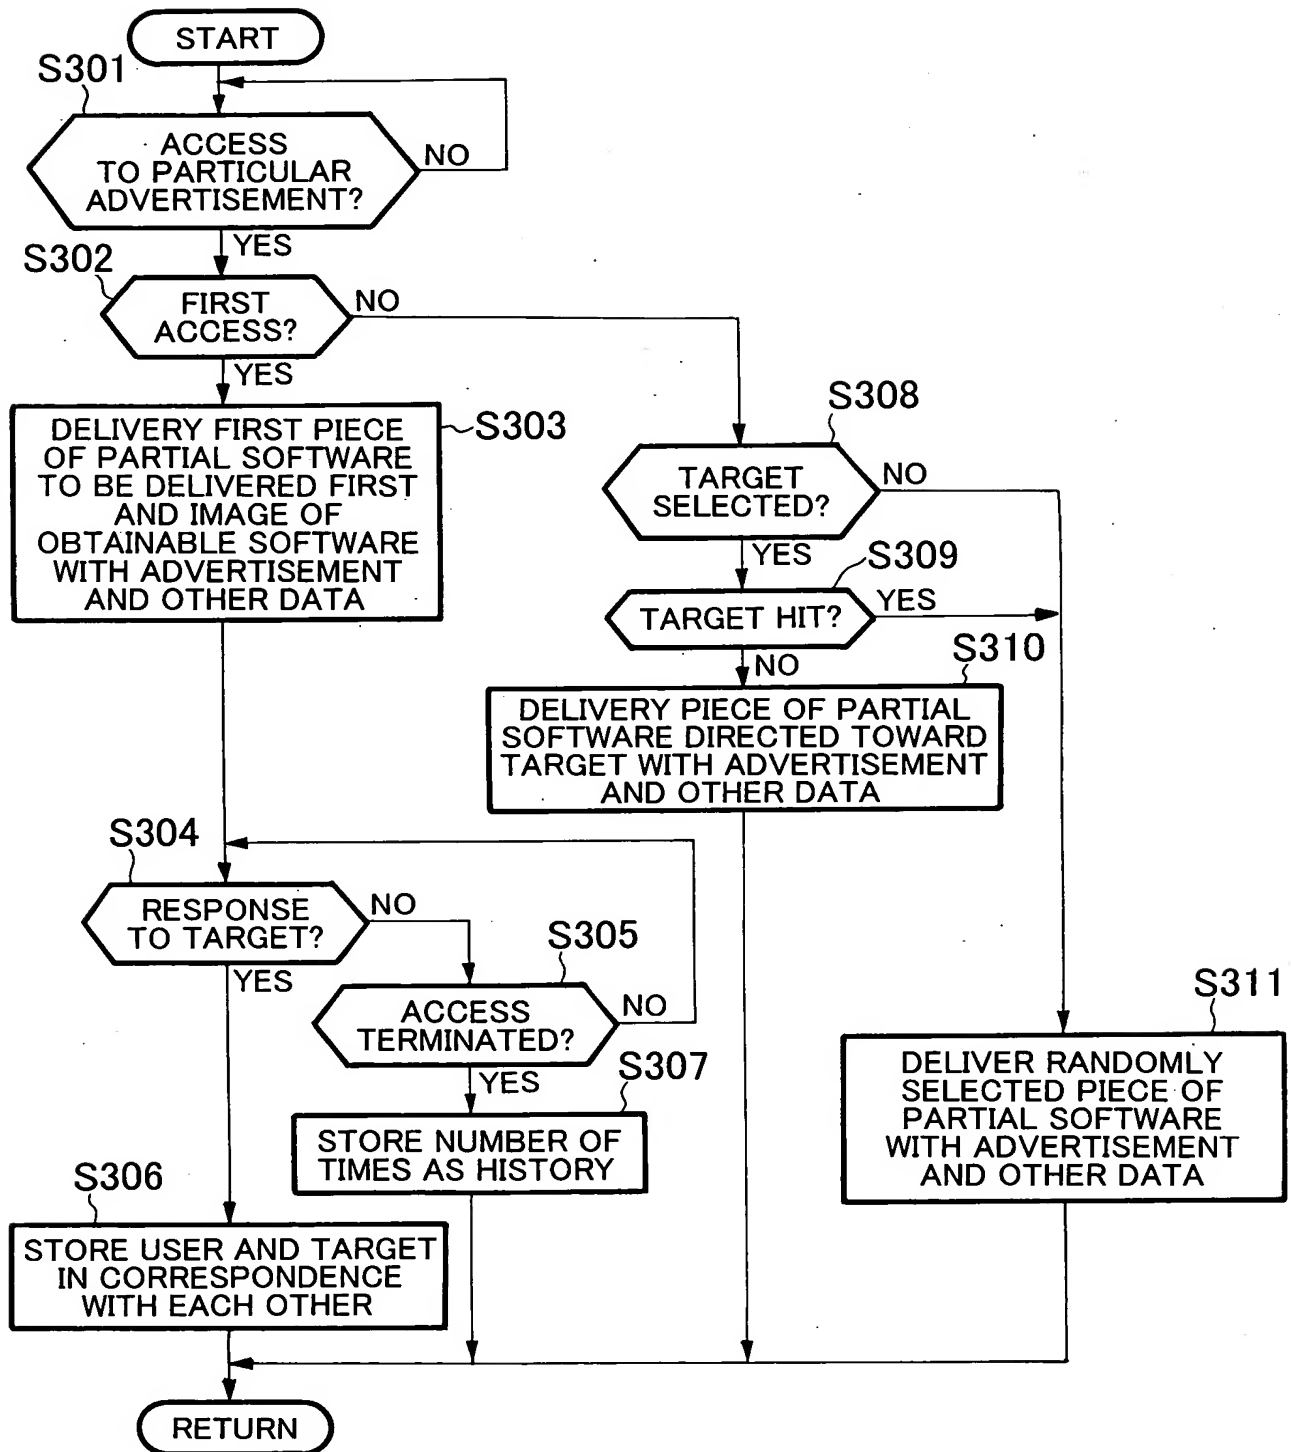 START
S301
ACCESS
TO PARTICULAR
ADVERTISEMENT?
NO
YES
S302
FIRST
ACCESS?
NO
YES
DELIVERY FIRST PIECE
OF PARTIAL SOFTWARE
TO BE DELIVERED FIRST
AND IMAGE OF
OBTAINABLE SOFTWARE
WITH ADVERTISEMENT
AND OTHER DATA
S303
S308
TARGET
SELECTED?
NO
YES
S309
TARGET HIT?
YES
NO
S310
DELIVERY PIECE OF PARTIAL
SOFTWARE DIRECTED TOWARD
TARGET WITH ADVERTISEMENT
AND OTHER DATA
S304
RESPONSE
TO TARGET?
NO
YES
S305
ACCESS
TERMINATED?
NO
YES
S307
STORE NUMBER OF
TIMES AS HISTORY
S311
DELIVER RANDOMLY
SELECTED PIECE OF
PARTIAL SOFTWARE
WITH ADVERTISEMENT
AND OTHER DATA
S306
STORE USER AND TARGET
IN CORRESPONDENCE
WITH EACH OTHER
RETURN